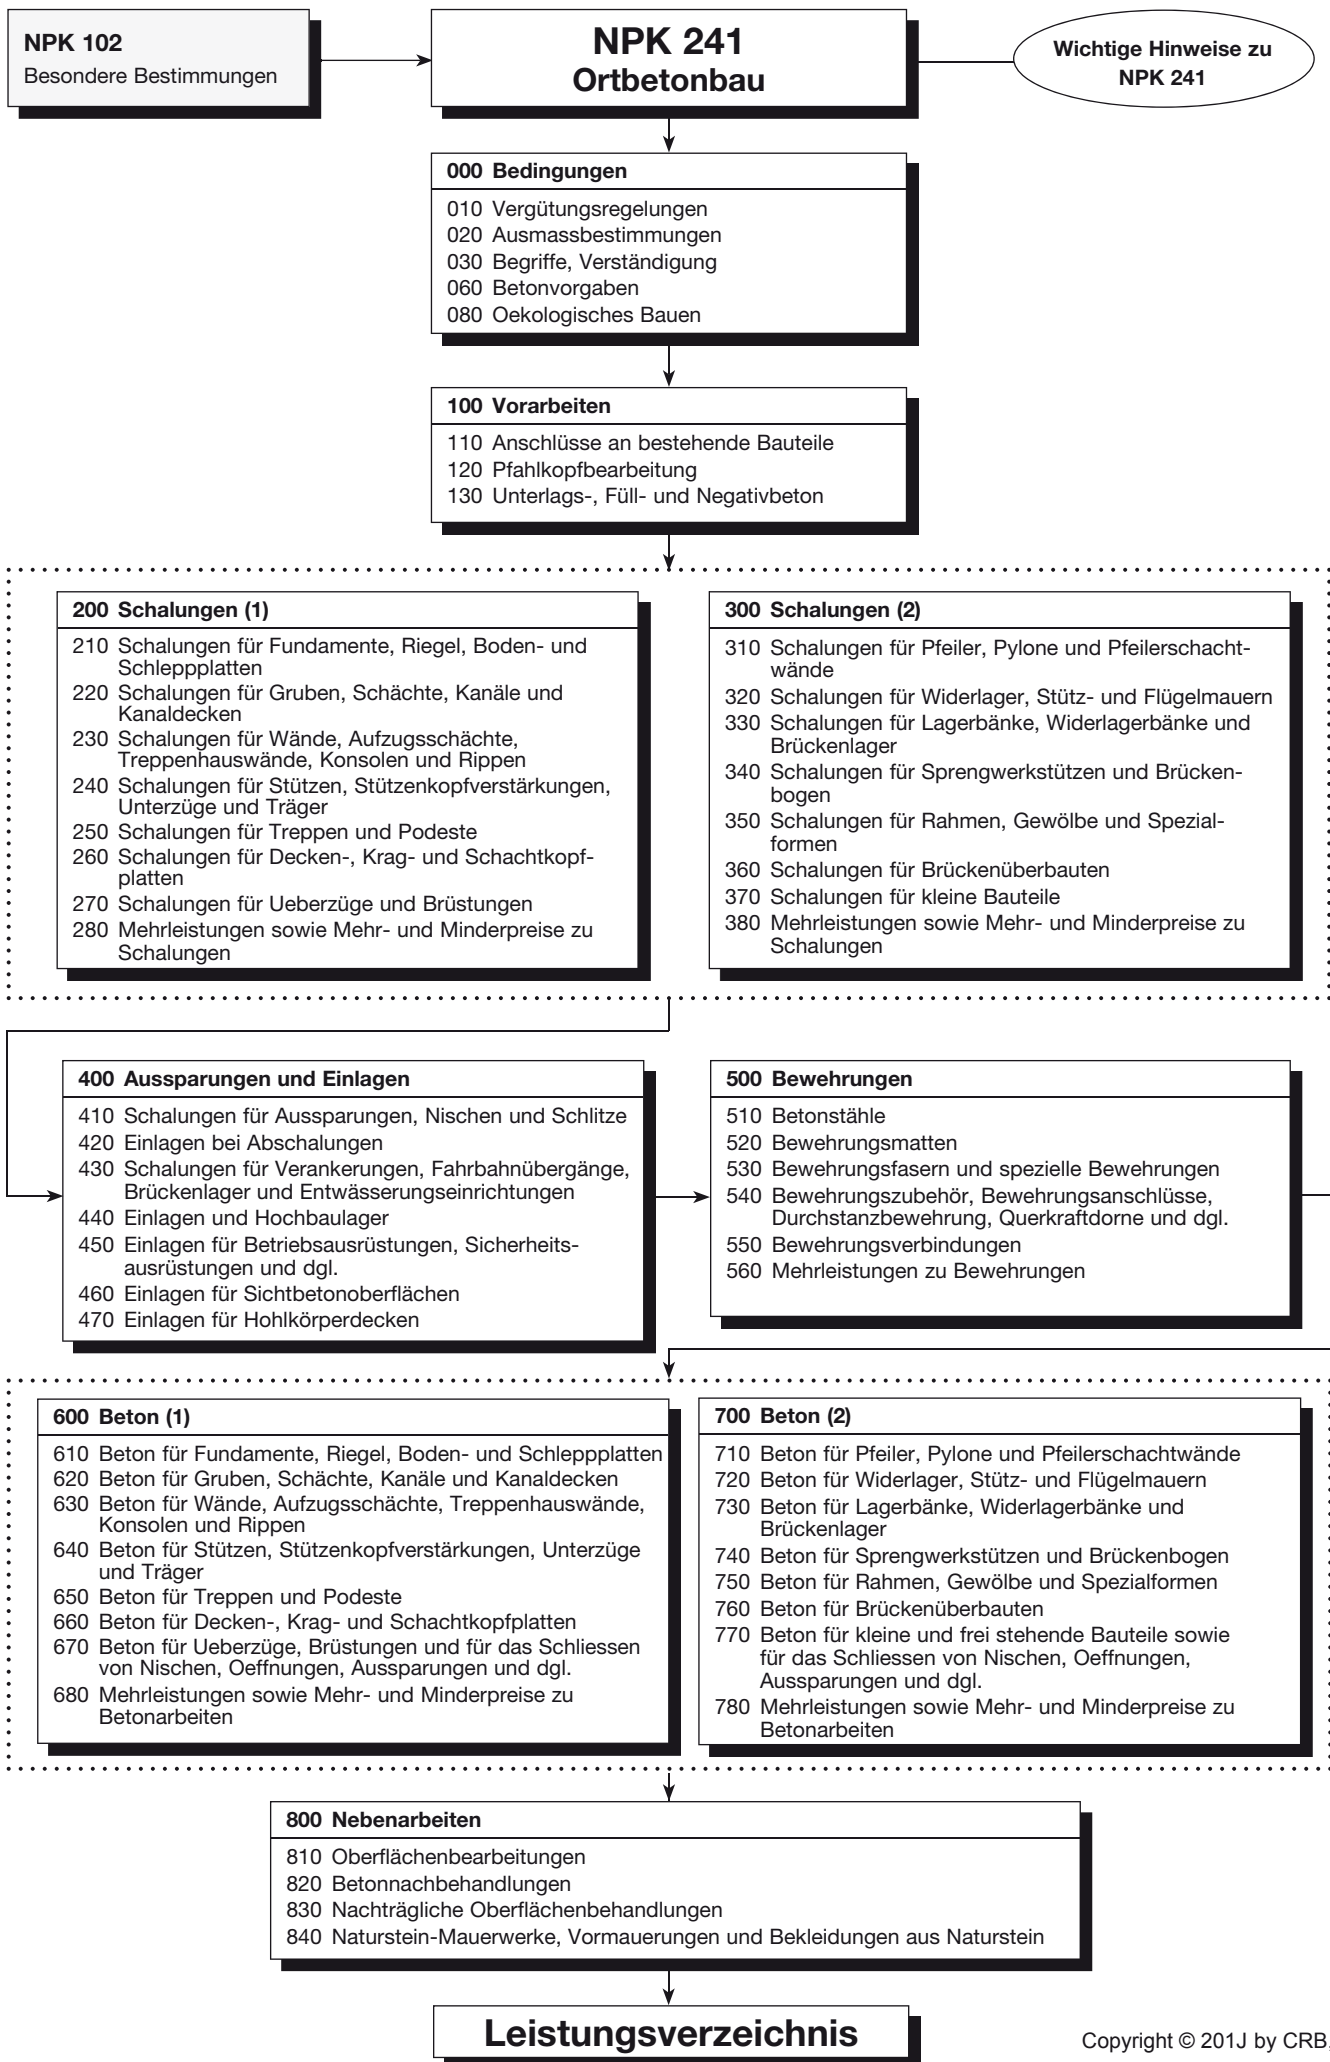 NPK 102
Besondere Bestimmungen
NPK 241
Ortbetonbau
Wichtige Hinweise zu
NPK 241
000 Bedingungen
010 Vergütungsregelungen
020 Ausmassbestimmungen
030 Begriffe, Verständigung
060 Betonvorgaben
080 Oekologisches Bauen
100 Vorarbeiten
110 Anschlüsse an bestehende Bauteile
120 Pfahlkopfbearbeitung
130 Unterlags-, Füll- und Negativbeton
200 Schalungen (1)
210 Schalungen für Fundamente, Riegel, Boden- und
Schleppplatten
220 Schalungen für Gruben, Schächte, Kanäle und
Kanaldecken
230 Schalungen für Wände, Aufzugsschächte,
Treppenhauswände, Konsolen und Rippen
240 Schalungen für Stützen, Stützenkopfverstärkungen,
Unterzüge und Träger
250 Schalungen für Treppen und Podeste
260 Schalungen für Decken-, Krag- und Schachtkopf-
platten
270 Schalungen für Ueberzüge und Brüstungen
280 Mehrleistungen sowie Mehr- und Minderpreise zu
Schalungen
300 Schalungen (2)
310 Schalungen für Pfeiler, Pylone und Pfeilerschacht-
wände
320 Schalungen für Widerlager, Stütz- und Flügelmauern
330 Schalungen für Lagerbänke, Widerlagerbänke und
Brückenlager
340 Schalungen für Sprengwerkstützen und Brücken-
bogen
350 Schalungen für Rahmen, Gewölbe und Spezial-
formen
360 Schalungen für Brückenüberbauten
370 Schalungen für kleine Bauteile
380 Mehrleistungen sowie Mehr- und Minderpreise zu
Schalungen
400 Aussparungen und Einlagen
410 Schalungen für Aussparungen, Nischen und Schlitze
420 Einlagen bei Abschalungen
430 Schalungen für Verankerungen, Fahrbahnübergänge,
Brückenlager und Entwässerungseinrichtungen
440 Einlagen und Hochbaulager
450 Einlagen für Betriebsausrüstungen, Sicherheits-
ausrüstungen und dgl.
460 Einlagen für Sichtbetonoberflächen
470 Einlagen für Hohlkörperdecken
500 Bewehrungen
510 Betonstähle
520 Bewehrungsmatten
530 Bewehrungsfasern und spezielle Bewehrungen
540 Bewehrungszubehör, Bewehrungsanschlüsse,
Durchstanzbewehrung, Querkraftdorne und dgl.
550 Bewehrungsverbindungen
560 Mehrleistungen zu Bewehrungen
600 Beton (1)
610 Beton für Fundamente, Riegel, Boden- und Schleppplatten
620 Beton für Gruben, Schächte, Kanäle und Kanaldecken
630 Beton für Wände, Aufzugsschächte, Treppenhauswände,
Konsolen und Rippen
640 Beton für Stützen, Stützenkopfverstärkungen, Unterzüge
und Träger
650 Beton für Treppen und Podeste
660 Beton für Decken-, Krag- und Schachtkopfplatten
670 Beton für Ueberzüge, Brüstungen und für das Schliessen
von Nischen, Oeffnungen, Aussparungen und dgl.
680 Mehrleistungen sowie Mehr- und Minderpreise zu
Betonarbeiten
700 Beton (2)
710 Beton für Pfeiler, Pylone und Pfeilerschachtwände
720 Beton für Widerlager, Stütz- und Flügelmauern
730 Beton für Lagerbänke, Widerlagerbänke und
Brückenlager
740 Beton für Sprengwerkstützen und Brückenbogen
750 Beton für Rahmen, Gewölbe und Spezialformen
760 Beton für Brückenüberbauten
770 Beton für kleine und frei stehende Bauteile sowie
für das Schliessen von Nischen, Oeffnungen,
Aussparungen und dgl.
780 Mehrleistungen sowie Mehr- und Minderpreise zu
Betonarbeiten
800 Nebenarbeiten
810 Oberflächenbearbeitungen
820 Betonnachbehandlungen
830 Nachträgliche Oberflächenbehandlungen
840 Naturstein-Mauerwerke, Vormauerungen und Bekleidungen aus Naturstein
Leistungsverzeichnis
Copyright © 201J by CRB.